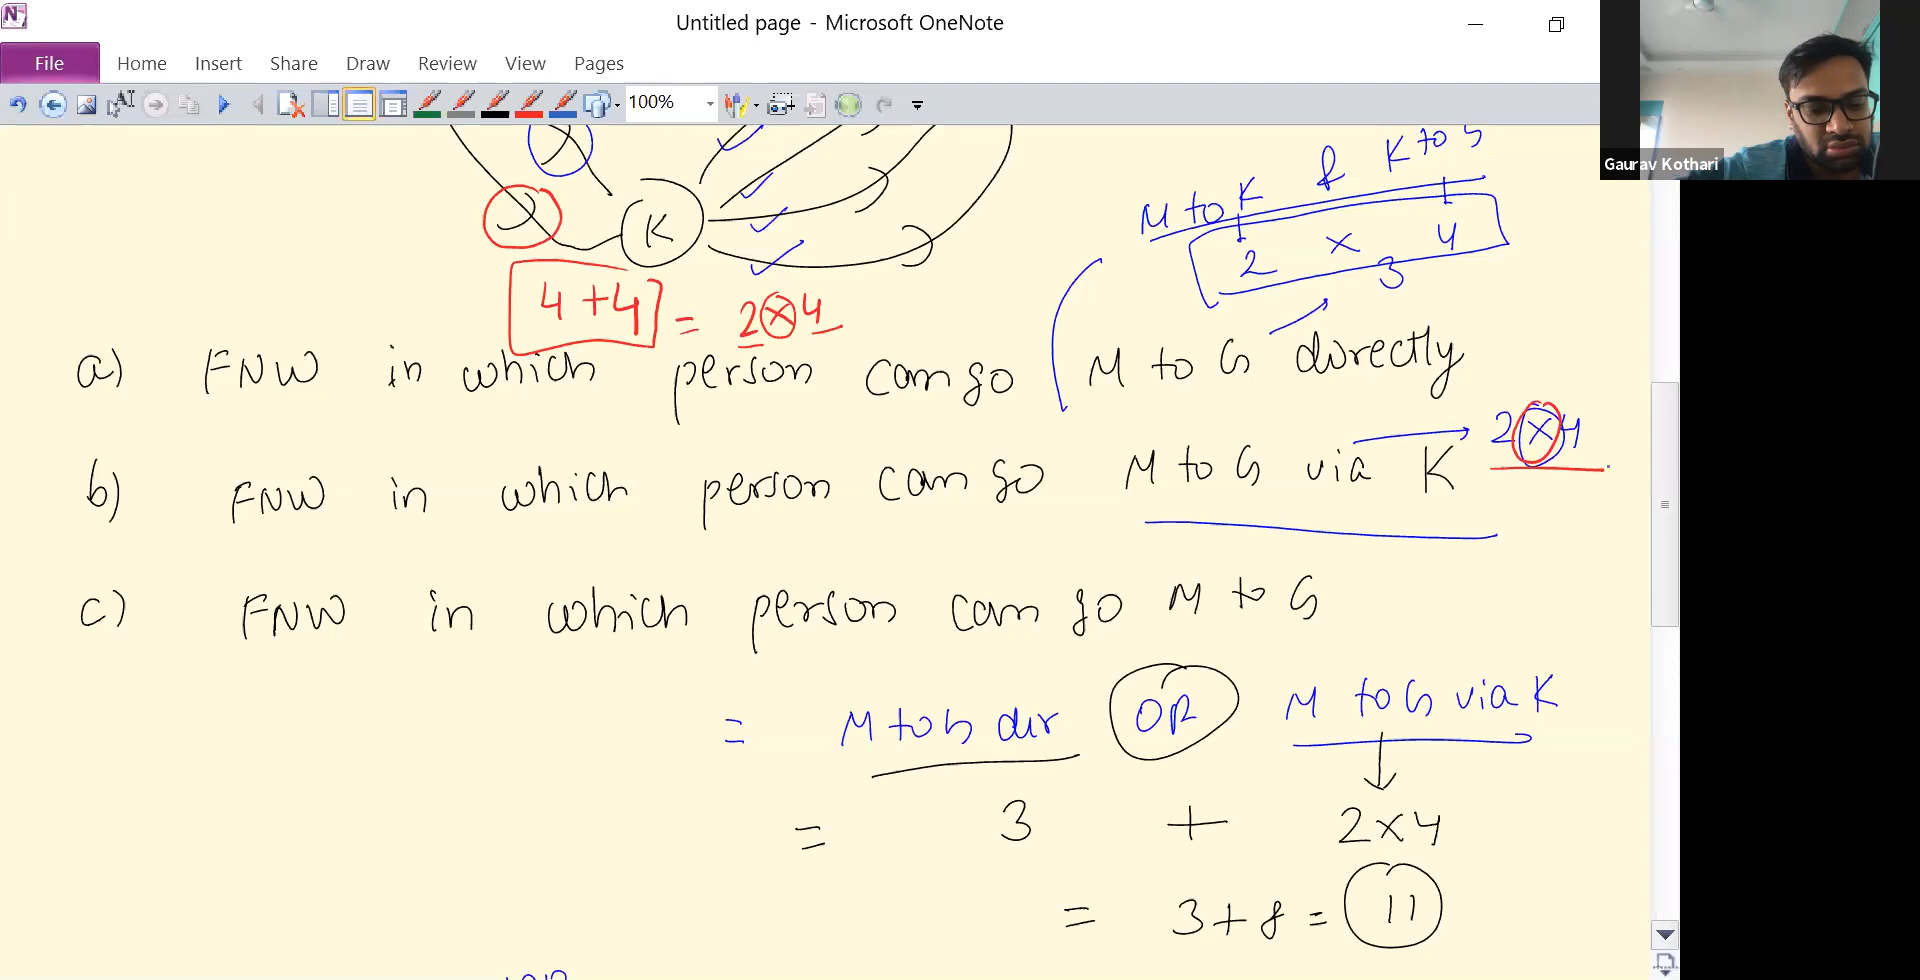 Untitled page - Microsoft OneNote
File Home Insert Share Draw Review View Pages
100%
Gaurav Kothari
M to K & K to G
2 x 4
3
K
4 + 4 = 2 x 4
a) FNW in which person can go M to G directly
2 x 4
b) FNW in which person can go M to G via K
c) FNW in which person can go M to G
= M to G dir OR M to G via K
= 3 + 2 x 4
= 3 + 8 = 11